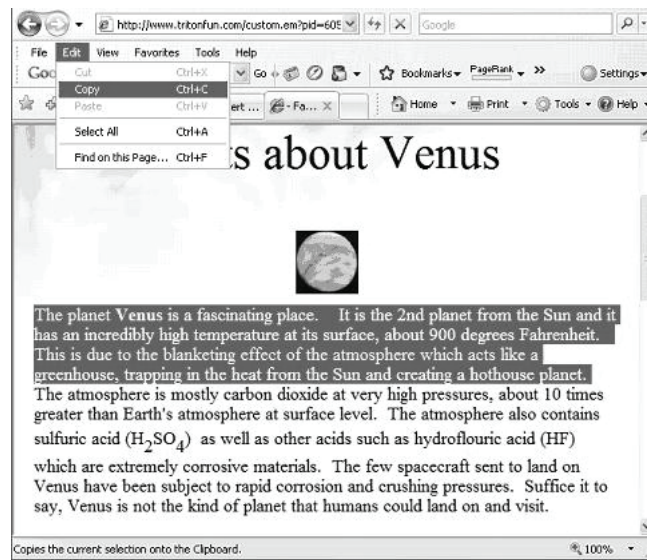 http://www.tritonfun.com/custom.em?pid=605
Google
File Edit View Favorites Tools Help
Goo
Go
Bookmarks
PageRank
»
Settings
Cut Ctrl+X
Copy Ctrl+C
Paste Ctrl+V
Select All Ctrl+A
Find on this Page... Ctrl+F
ert ...
- Fa... X
Home
Print
Tools
Help
ts about Venus
The planet Venus is a fascinating place. It is the 2nd planet from the Sun and it
has an incredibly high temperature at its surface, about 900 degrees Fahrenheit.
This is due to the blanketing effect of the atmosphere which acts like a
greenhouse, trapping in the heat from the Sun and creating a hothouse planet.
The atmosphere is mostly carbon dioxide at very high pressures, about 10 times
greater than Earth's atmosphere at surface level. The atmosphere also contains
sulfuric acid (H2SO4) as well as other acids such as hydroflouric acid (HF)
which are extremely corrosive materials. The few spacecraft sent to land on
Venus have been subject to rapid corrosion and crushing pressures. Suffice it to
say, Venus is not the kind of planet that humans could land on and visit.
Copies the current selection onto the Clipboard.
100%